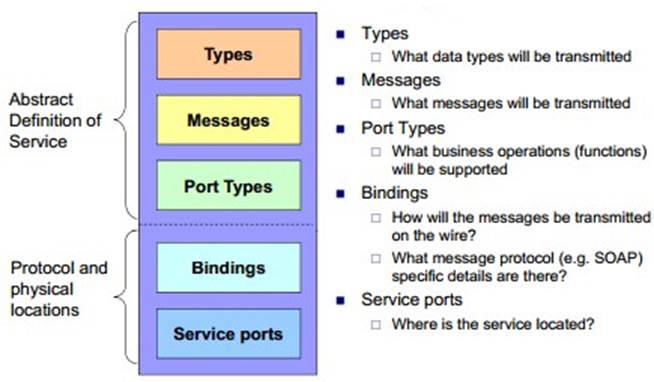 Abstract
Definition of
Service
Protocol and
physical
locations
Types
Messages
Port Types
Bindings
Service ports
Types
What data types will be transmitted
Messages
What messages will be transmitted
Port Types
What business operations (functions)
will be supported
Bindings
How will the messages be transmitted
on the wire?
What message protocol (e.g. SOAP)
specific details are there?
Service ports
Where is the service located?